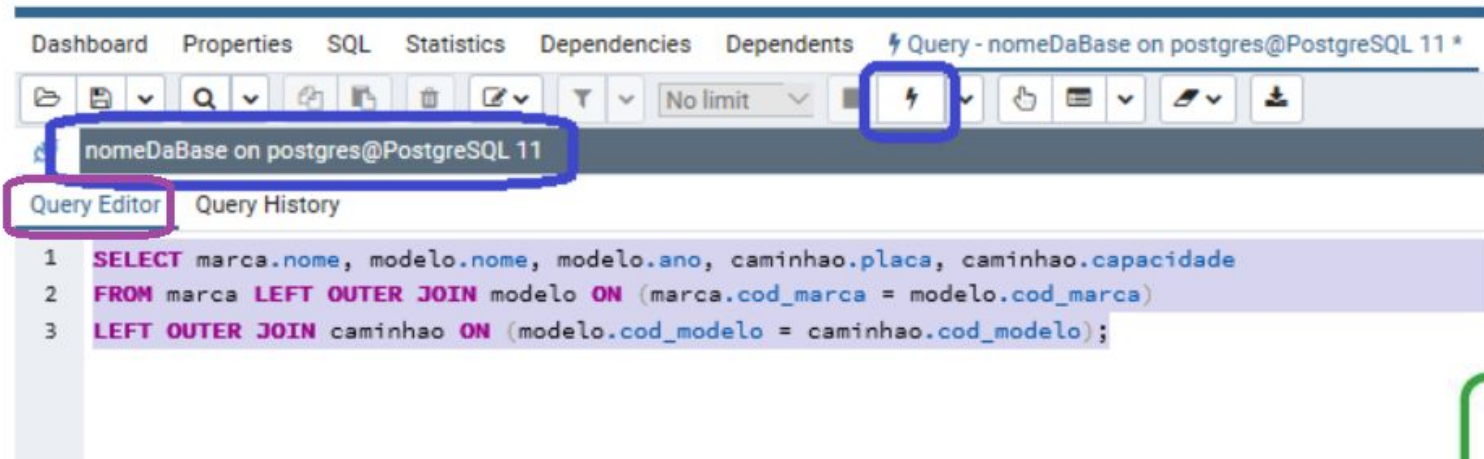 Dashboard Properties SQL Statistics Dependencies Dependents Query - nomeDaBase on postgres@PostgreSQL 11 *
No limit
nomeDaBase on postgres@PostgreSQL 11
Query Editor Query History
1 SELECT marca.nome, modelo.nome, modelo.ano, caminhao.placa, caminhao.capacidade
2 FROM marca LEFT OUTER JOIN modelo ON (marca.cod_marca = modelo.cod_marca)
3 LEFT OUTER JOIN caminhao ON (modelo.cod_modelo = caminhao.cod_modelo);